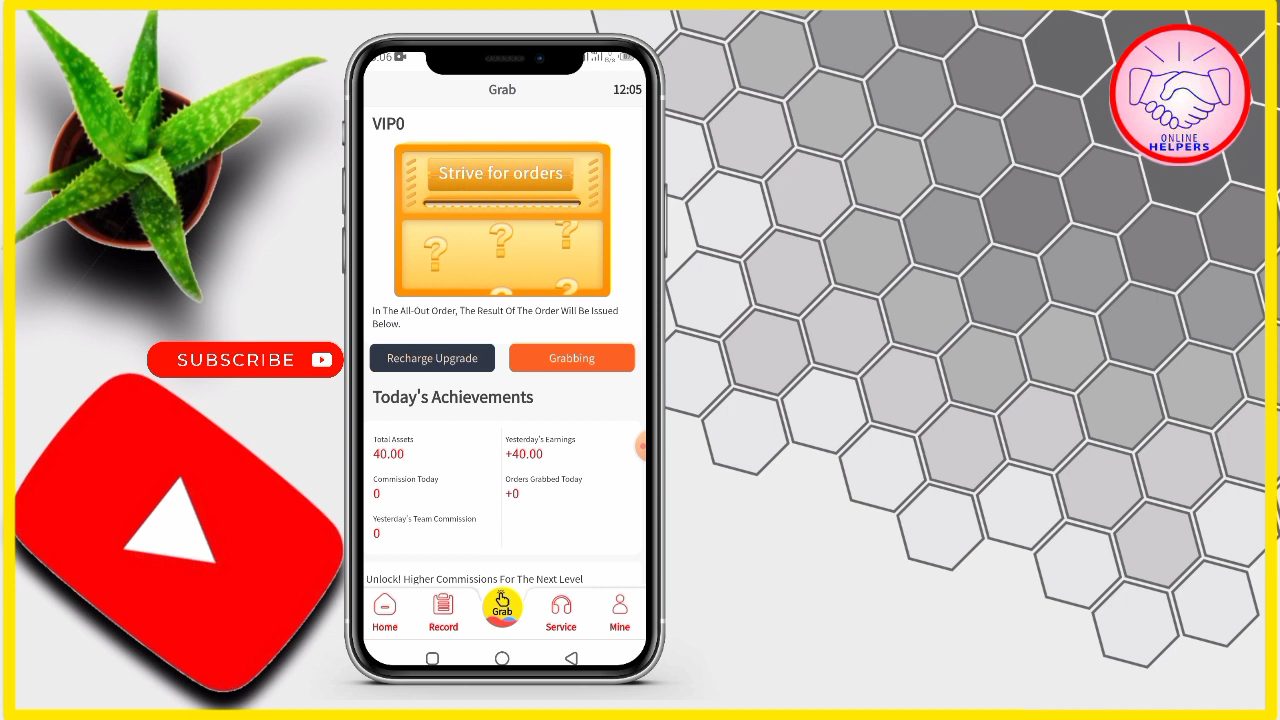 Grab
12:05
VIP0
Strive for orders
In The All-Out Order, The Result Of The Order Will Be Issued
Below.
Recharge Upgrade
Grabbing
Today's Achievements
Total Assets
40.00
Yesterday's Earnings
+40.00
Commission Today
0
Orders Grabbed Today
+0
Yesterday's Team Commission
0
Unlock! Higher Commissions For The Next Level
Home
Record
Grab
Service
Mine
SUBSCRIBE
ONLINE
HELPERS